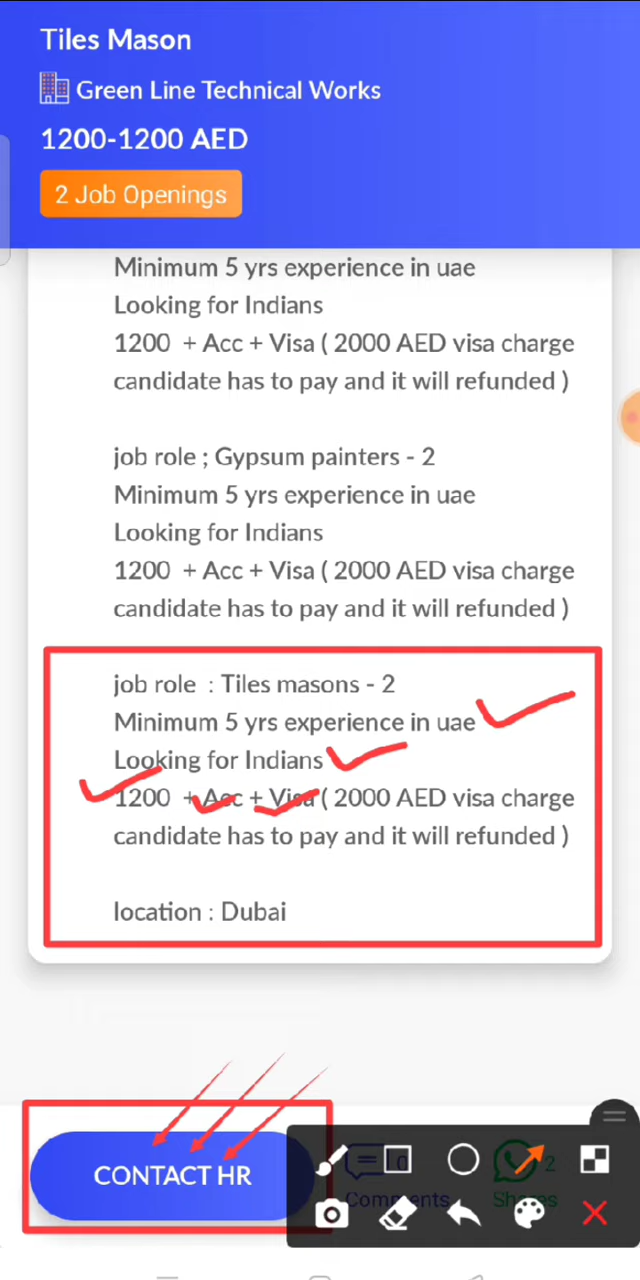 Tiles Mason
Green Line Technical Works
1200-1200 AED
2 Job Openings
Minimum 5 yrs experience in uae
Looking for Indians
1200 + Acc + Visa ( 2000 AED visa charge
candidate has to pay and it will refunded )
job role ; Gypsum painters - 2
Minimum 5 yrs experience in uae
Looking for Indians
1200 + Acc + Visa ( 2000 AED visa charge
candidate has to pay and it will refunded )
job role : Tiles masons - 2
Minimum 5 yrs experience in uae
Looking for Indians
1200 + Acc + Visa ( 2000 AED visa charge
candidate has to pay and it will refunded )
location : Dubai
CONTACT HR
0
2
Comments
Shares